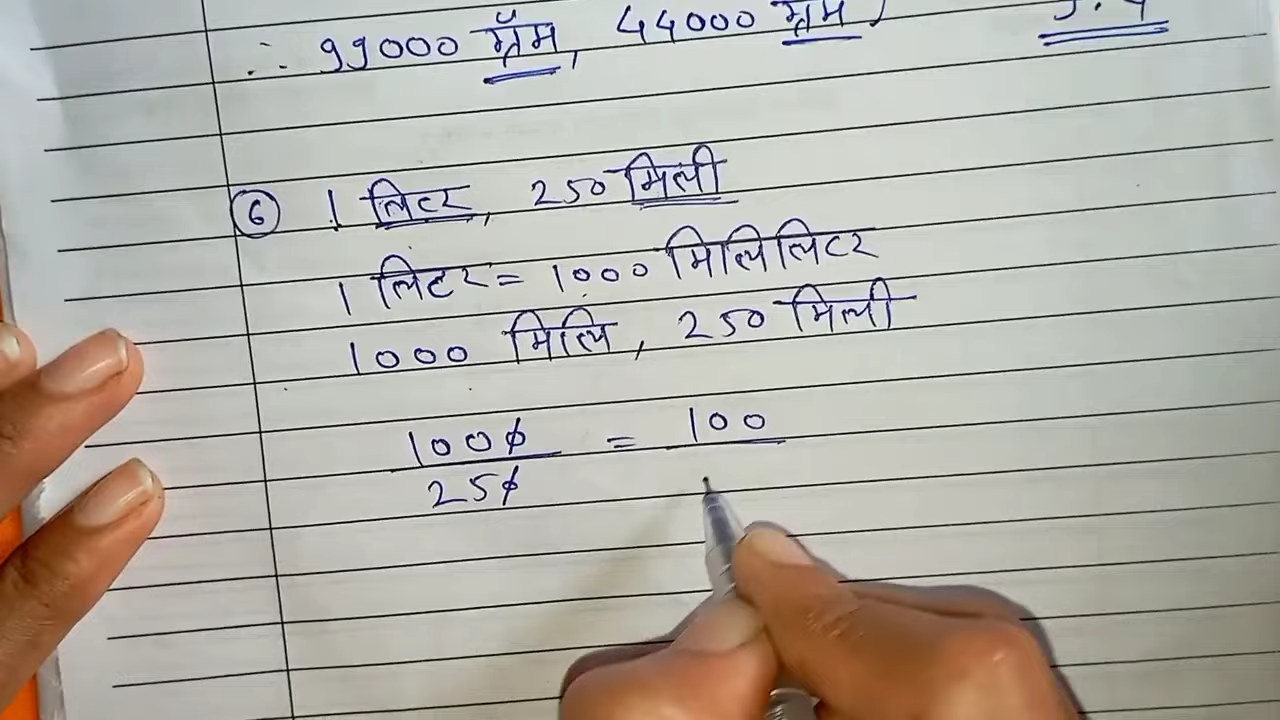 ∴ 99000 ग्रॅम, 44000 ग्रॅम
6 1 लिटर, 250 मिली
1 लिटर = 1000 मिलिलिटर
1000 मिलि, 250 मिली
1000 = 100
250